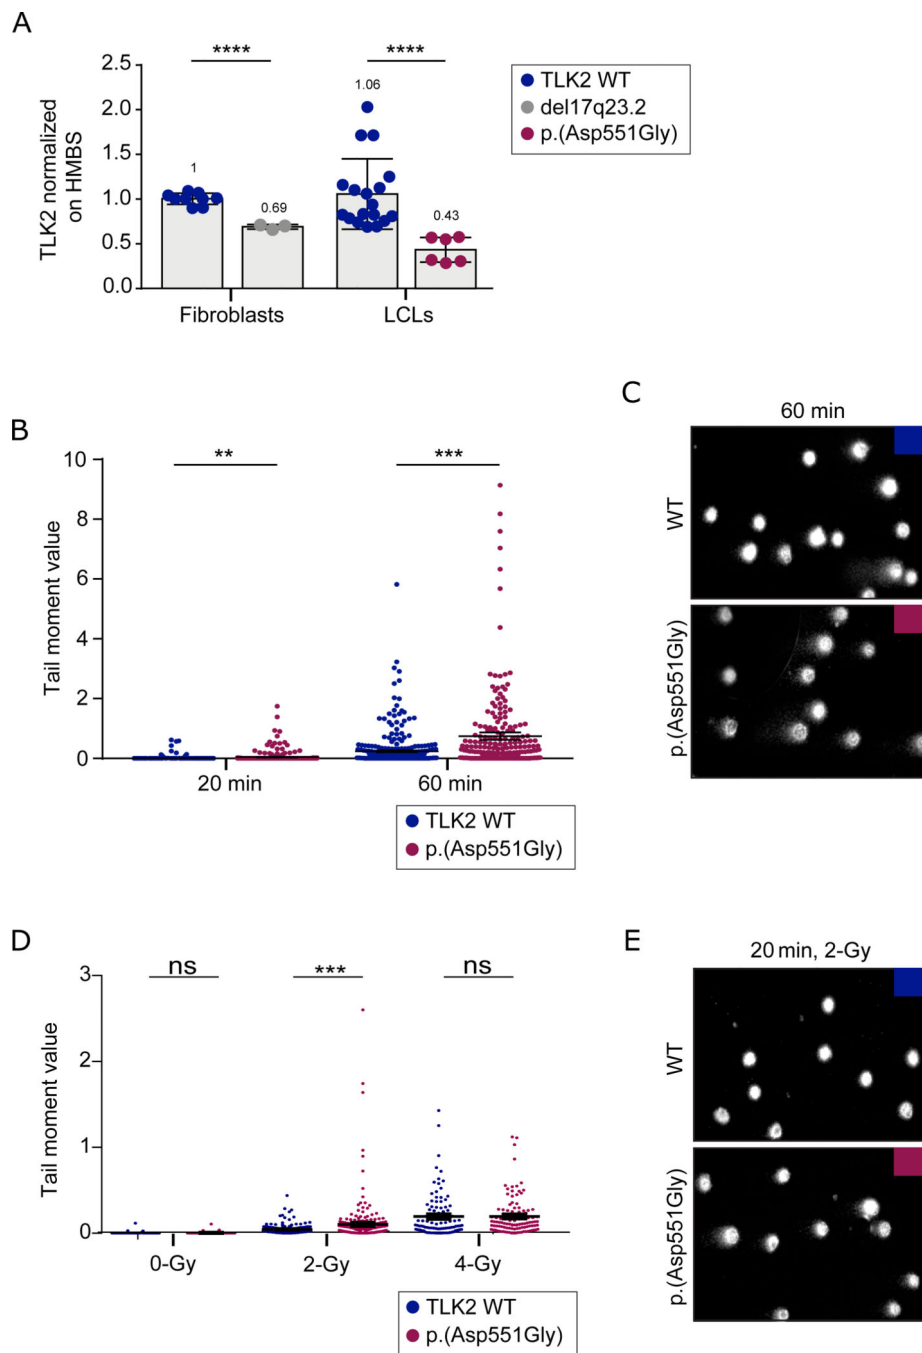 A
**** ****
2.5
2.0
1.5
1.0
0.5
0.0
TLK2 normalized
on HMBS
1
0.69
1.06
0.43
Fibroblasts LCLs
TLK2 WT
del17q23.2
p.(Asp551Gly)
B
** ***
10
8
6
4
2
0
Tail moment value
20 min 60 min
TLK2 WT
p.(Asp551Gly)
C
60 min
WT
p.(Asp551Gly)
D
ns *** ns
3
2
1
0
Tail moment value
0-Gy 2-Gy 4-Gy
TLK2 WT
p.(Asp551Gly)
E
20 min, 2-Gy
WT
p.(Asp551Gly)